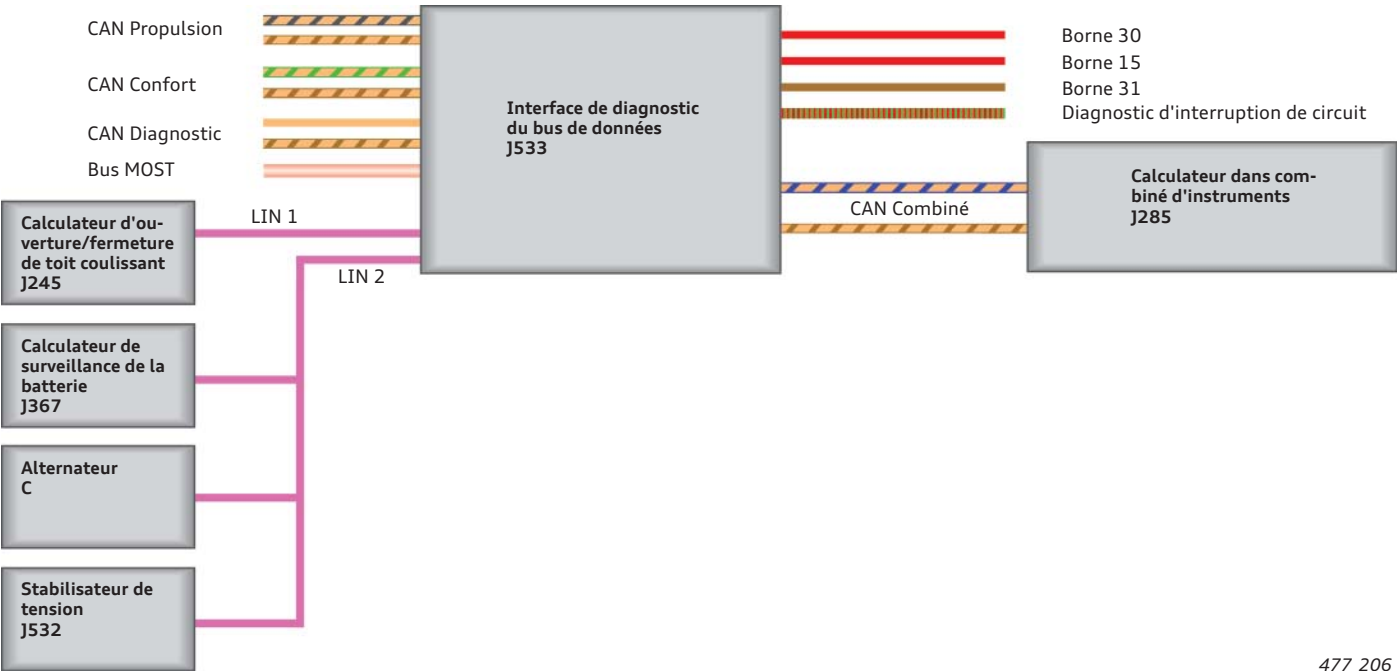 CAN Propulsion
CAN Confort
CAN Diagnostic
Bus MOST
Interface de diagnostic
du bus de données
J533
Borne 30
Borne 15
Borne 31
Diagnostic d'interruption de circuit
CAN Combiné
Calculateur dans com-
biné d'instruments
J285
LIN 1
LIN 2
Calculateur d'ou-
verture/fermeture
de toit coulissant
J245
Calculateur de
surveillance de la
batterie
J367
Alternateur
C
Stabilisateur de
tension
J532
477_206